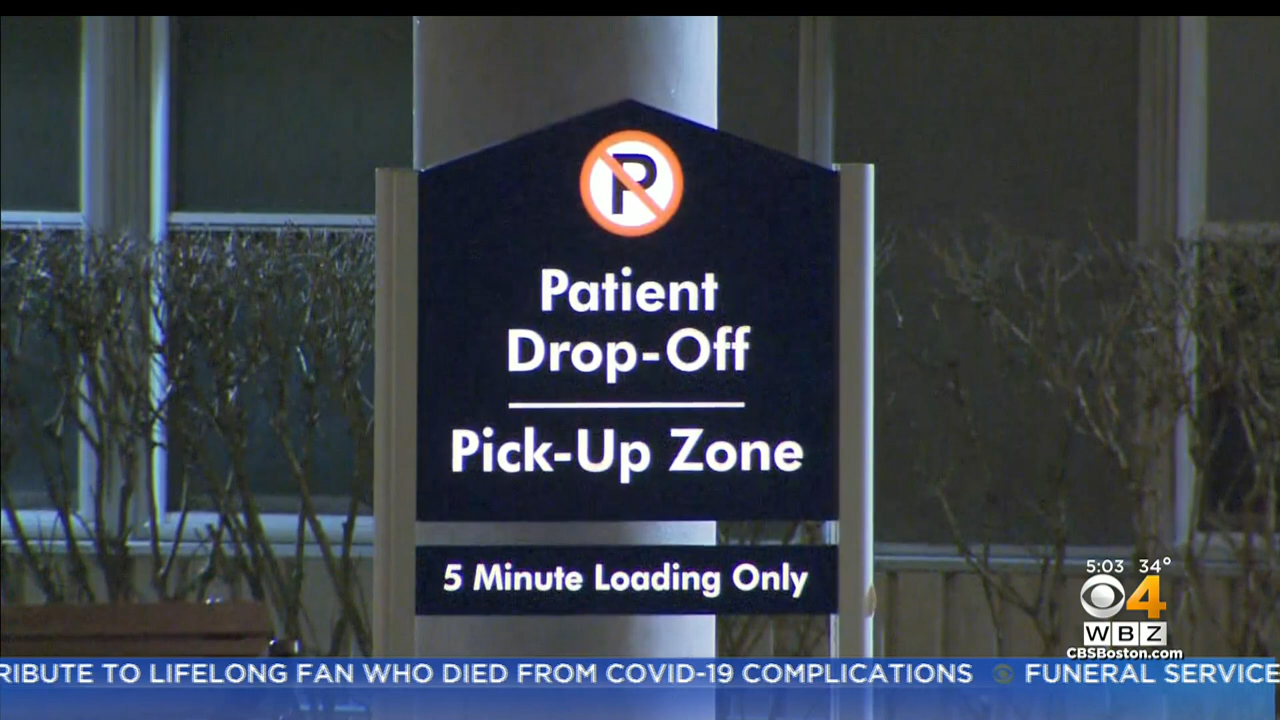 P
Patient
Drop-Off
Pick-Up Zone
5 Minute Loading Only
5:03 34°
4
WBZ
CBSBoston.com
RIBUTE TO LIFELONG FAN WHO DIED FROM COVID-19 COMPLICATIONS FUNERAL SERVICE